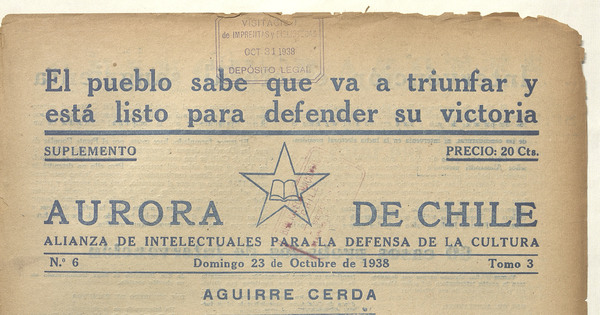 VISITACION
de IMPRENTAS y BIBLIOTECAS
OCT 31 1938
DEPOSITO LEGAL
El pueblo sabe que va a triunfar y
está listo para defender su victoria
SUPLEMENTO
PRECIO: 20 Cts.
AURORA DE CHILE
ALIANZA DE INTELECTUALES PARA LA DEFENSA DE LA CULTURA
N.º 6 Domingo 23 de Octubre de 1938 Tomo 3
AGUIRRE CERDA